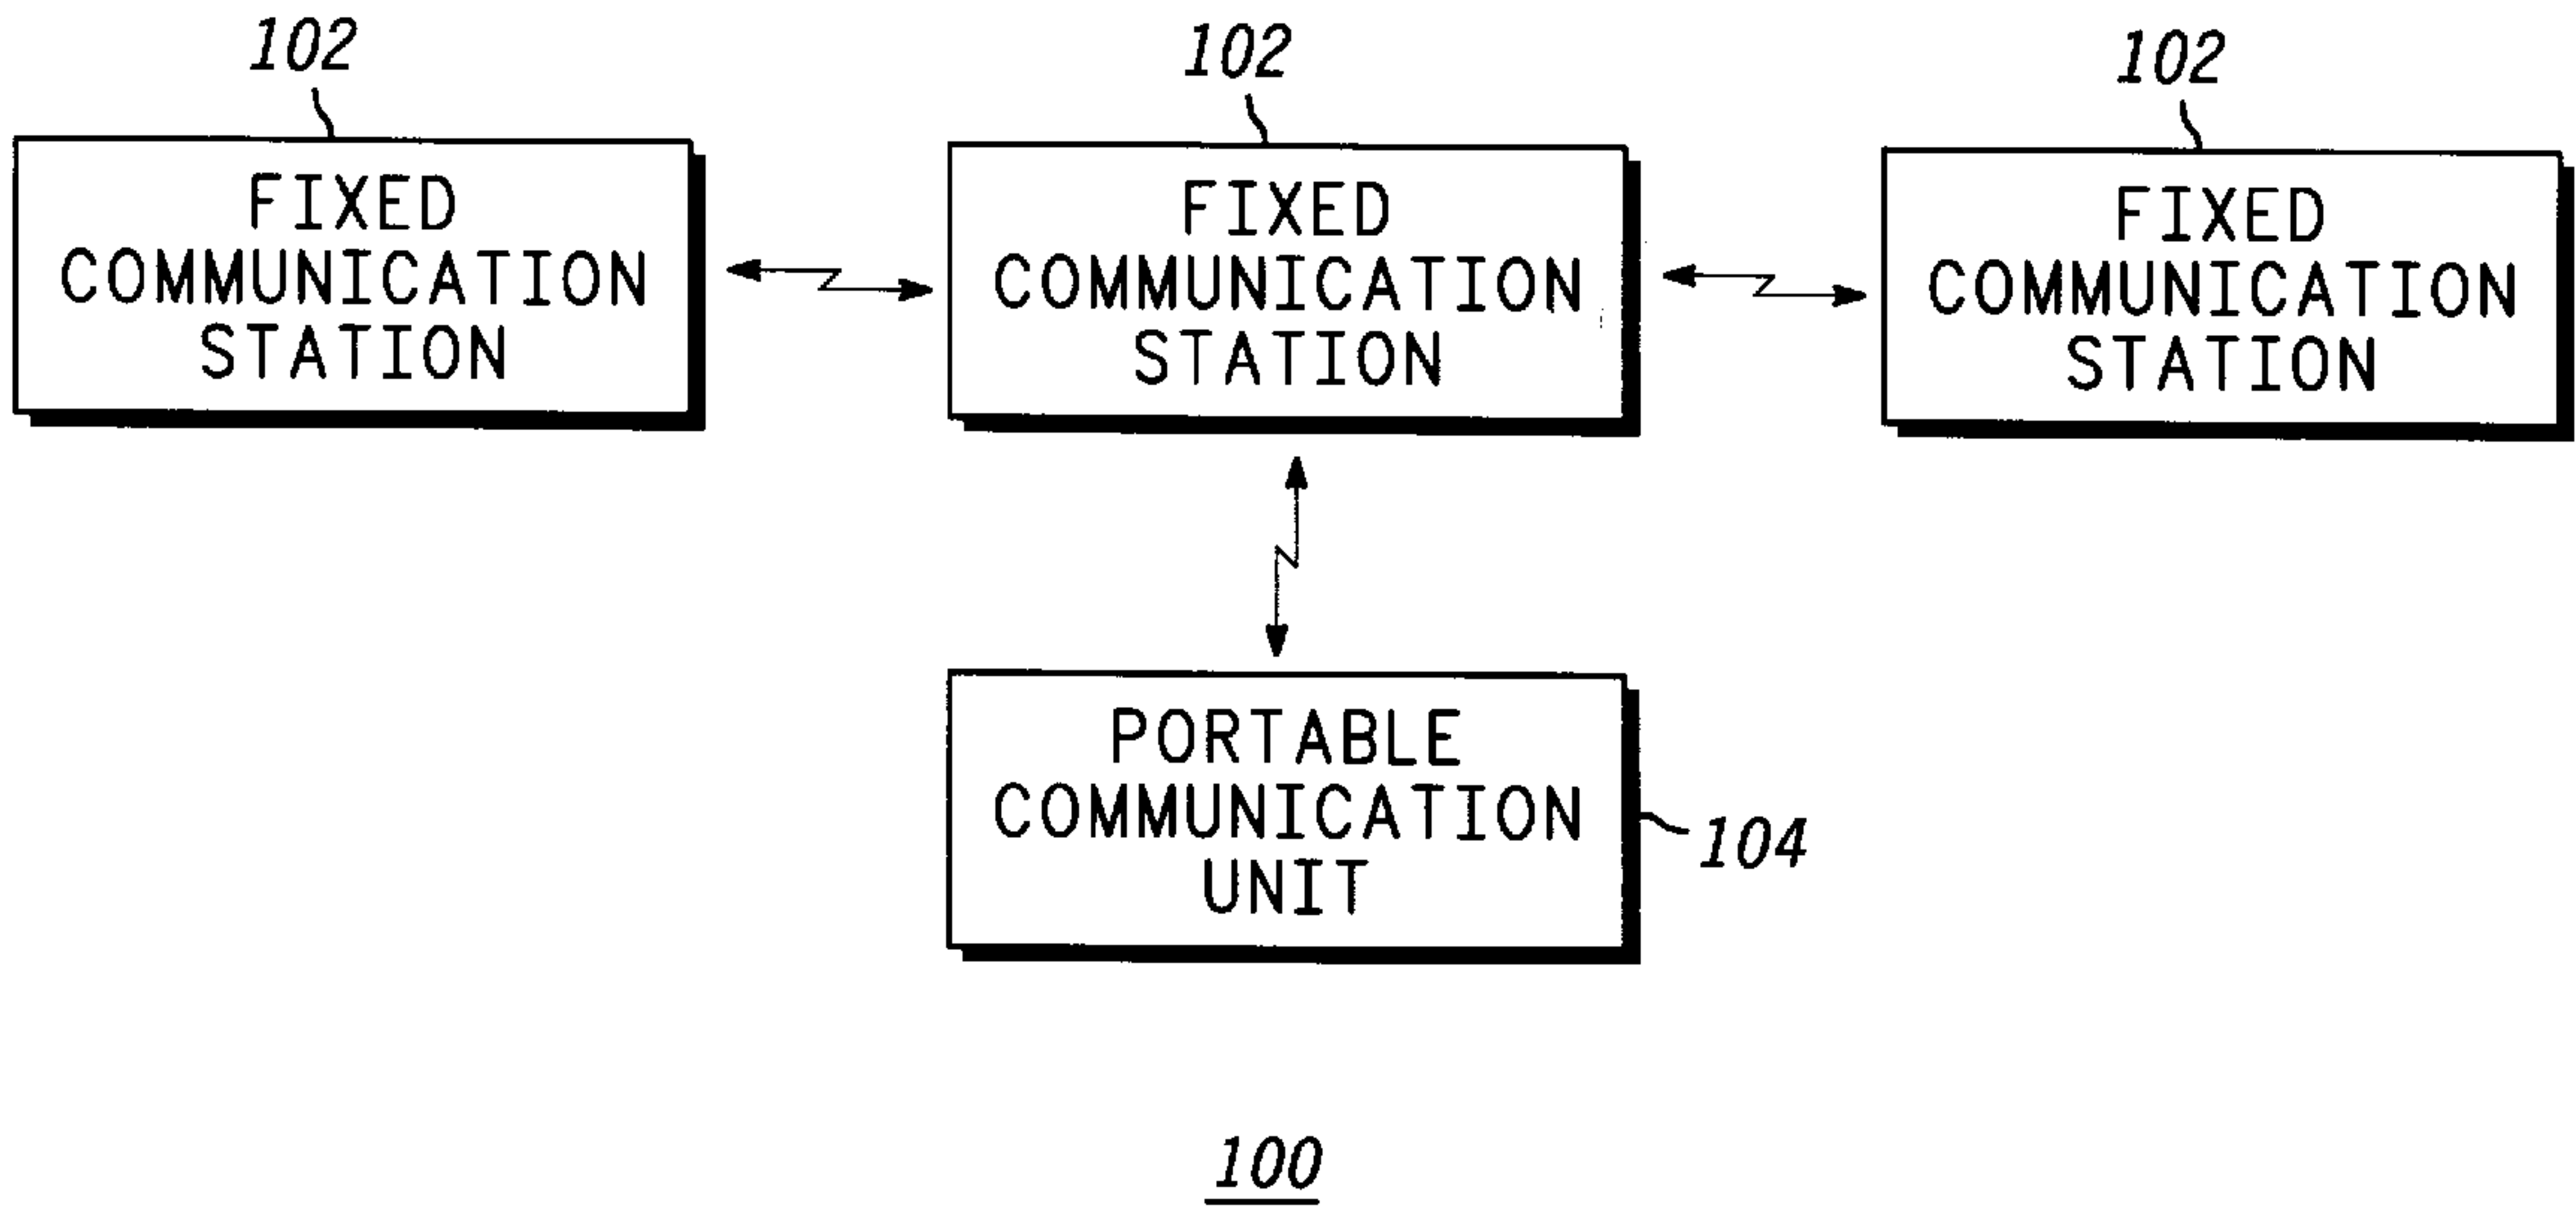 102
102
102
FIXED
COMMUNICATION
STATION
FIXED
COMMUNICATION
STATION
FIXED
COMMUNICATION
STATION
PORTABLE
COMMUNICATION
UNIT
104
100